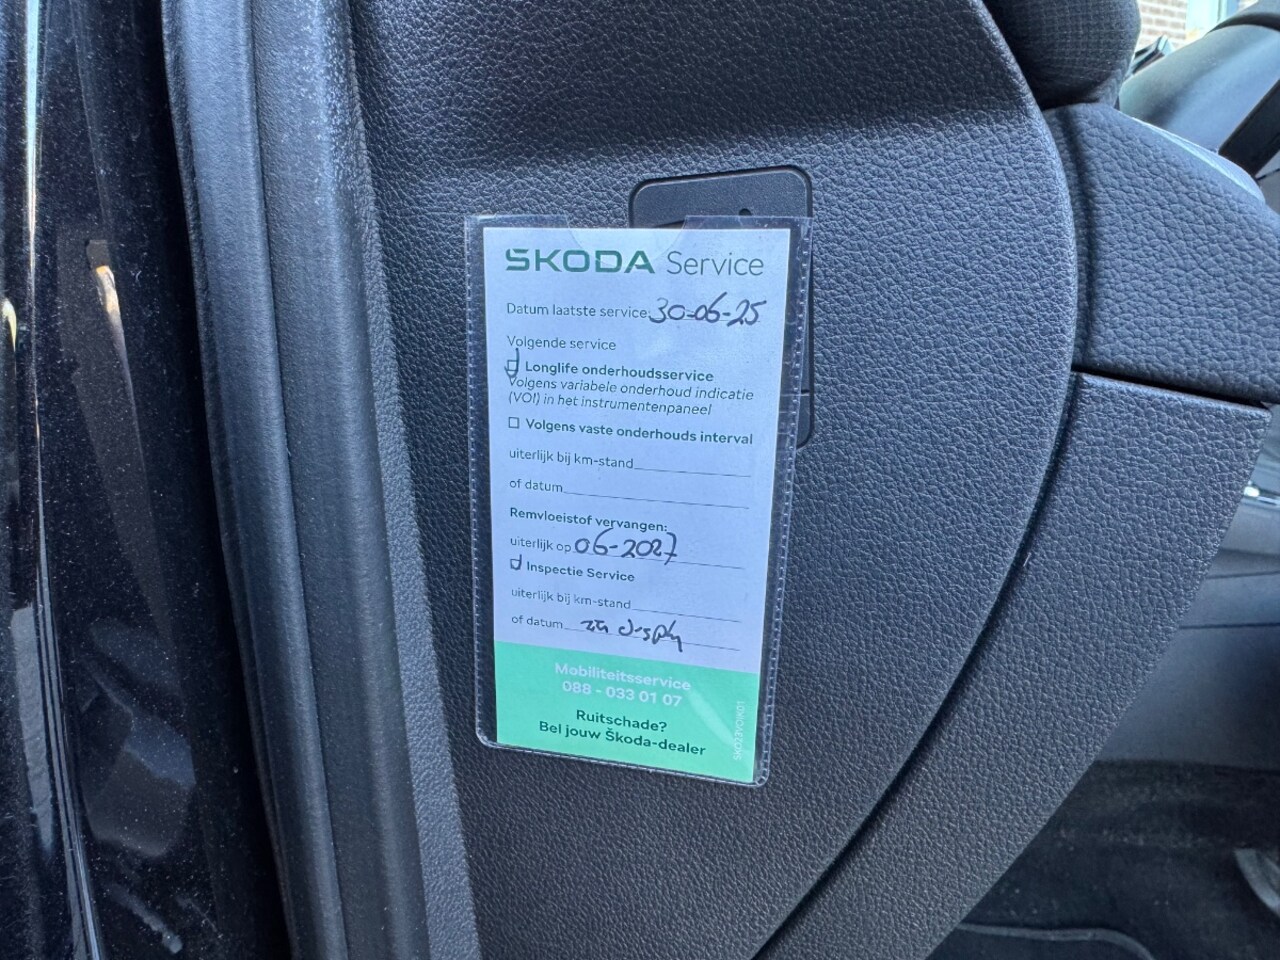 ŠKODA Service
Datum laatste service: 30-06-25
Volgende service
Longlife onderhoudsservice
Volgens variabele onderhoud indicatie
(VOI) in het instrumentenpaneel
Volgens vaste onderhouds interval
uiterlijk bij km-stand
of datum
Remvloeistof vervangen:
uiterlijk op 06-2027
Inspectie Service
uiterlijk bij km-stand
of datum
Mobiliteitsservice
088 - 033 01 07
Ruitschade?
Bel jouw Škoda-dealer